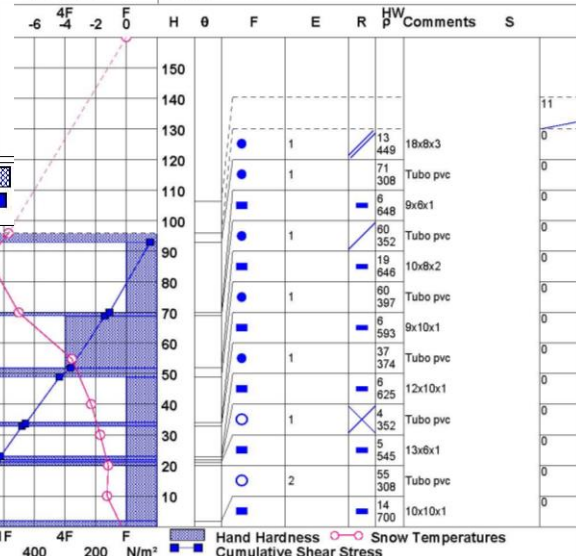 4F F HW
-6 -4 -2 0 H θ F E R ρ Comments S
150
140
11
130
13 0
1 449 18x8x3
120
71 0
1 308 Tubo pvc
110
6 0
648 9x6x1
100
60 0
1 352 Tubo pvc
90
19 0
646 10x8x2
80
60 0
1 397 Tubo pvc
70
6 0
593 9x10x1
60
37 0
1 374 Tubo pvc
50
6 0
625 12x10x1
40
4 0
1 352 Tubo pvc
30
5 0
545 13x6x1
20
55 0
2 308 Tubo pvc
10
14 0
700 10x10x1
1F 4F F Hand Hardness Snow Temperatures
400 200 N/m² Cumulative Shear Stress